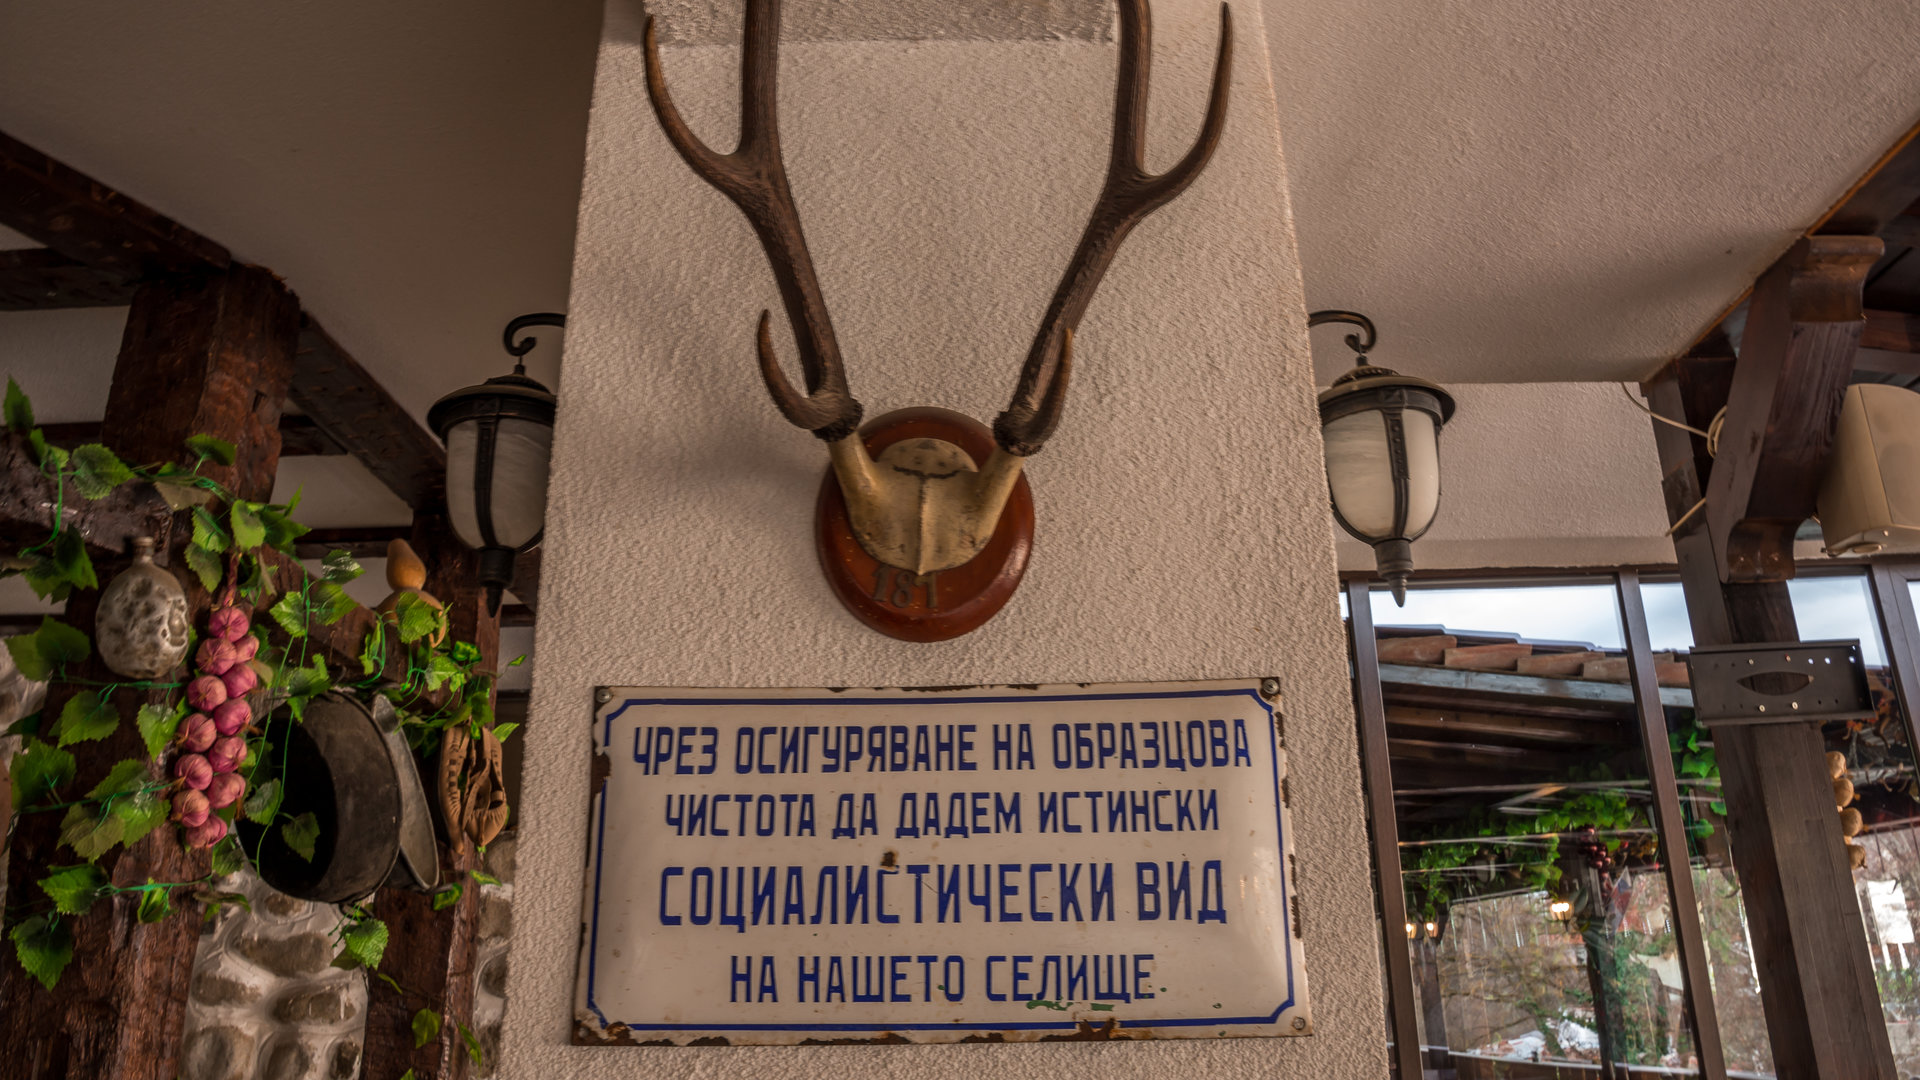 181
ЧРЕЗ ОСИГУРЯВАНЕ НА ОБРАЗЦОВА
ЧИСТОТА ДА ДАДЕМ ИСТИНСКИ
СОЦИАЛИСТИЧЕСКИ ВИД
НА НАШЕТО СЕЛИЩЕ